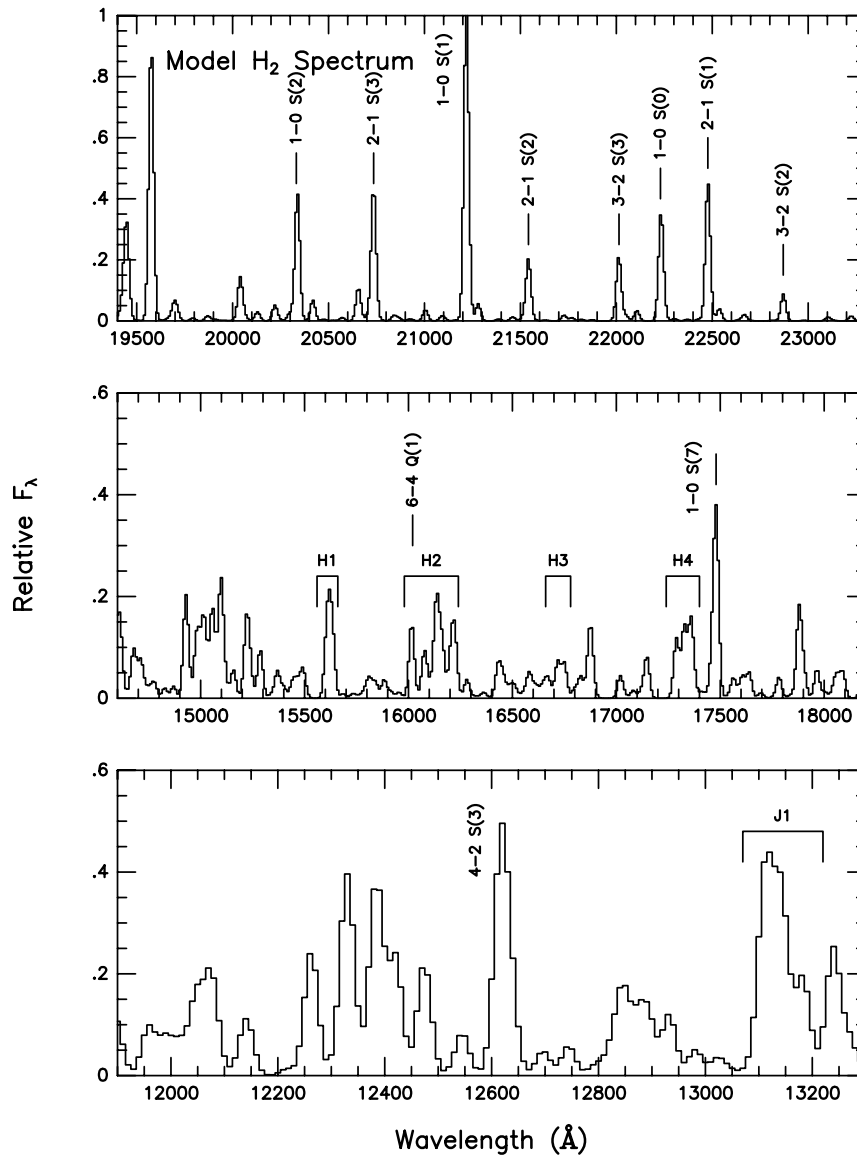 Model H₂ Spectrum
1-0 S(2)
2-1 S(3)
1-0 S(1)
2-1 S(2)
3-2 S(3)
1-0 S(0)
2-1 S(1)
3-2 S(2)
1
.8
.6
.4
.2
0
19500 20000 20500 21000 21500 22000 22500 23000
Relative Fλ
.6
.4
.2
0
H1
6-4 Q(1)
H2
H3
H4
1-0 S(7)
15000 15500 16000 16500 17000 17500 18000
.6
.4
.2
0
4-2 S(3)
J1
12000 12200 12400 12600 12800 13000 13200
Wavelength (Å)